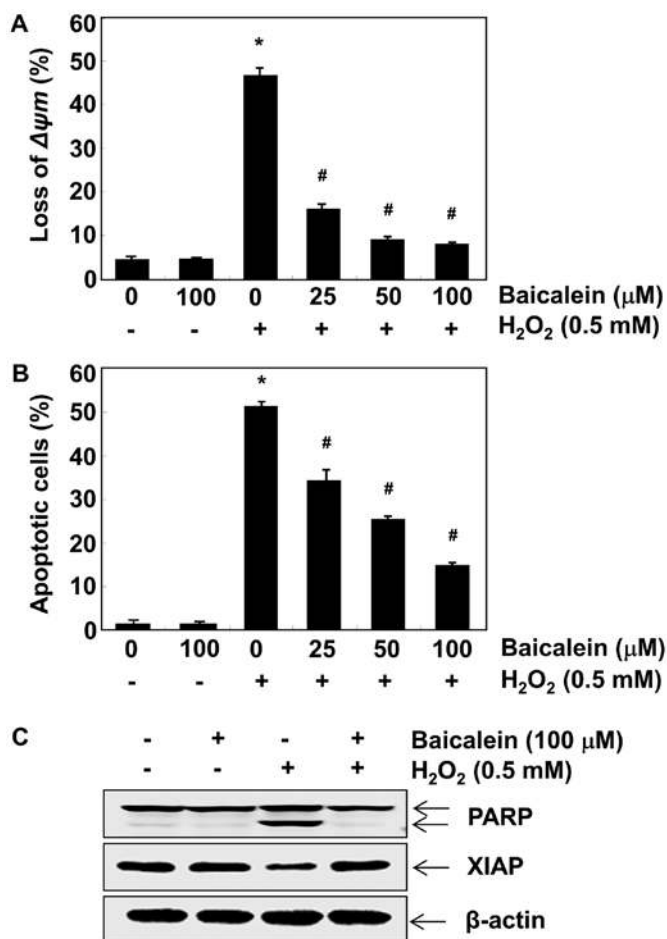 A
60
50
40
30
20
10
0
Loss of Δψm (%)
*
#
#
#
0 100 0 25 50 100 Baicalein (μM)
- - + + + + H₂O₂ (0.5 mM)
B
60
50
40
30
20
10
0
Apoptotic cells (%)
*
#
#
#
0 100 0 25 50 100 Baicalein (μM)
- - + + + + H₂O₂ (0.5 mM)
C
- + - + Baicalein (100 μM)
- - + + H₂O₂ (0.5 mM)
PARP
XIAP
β-actin